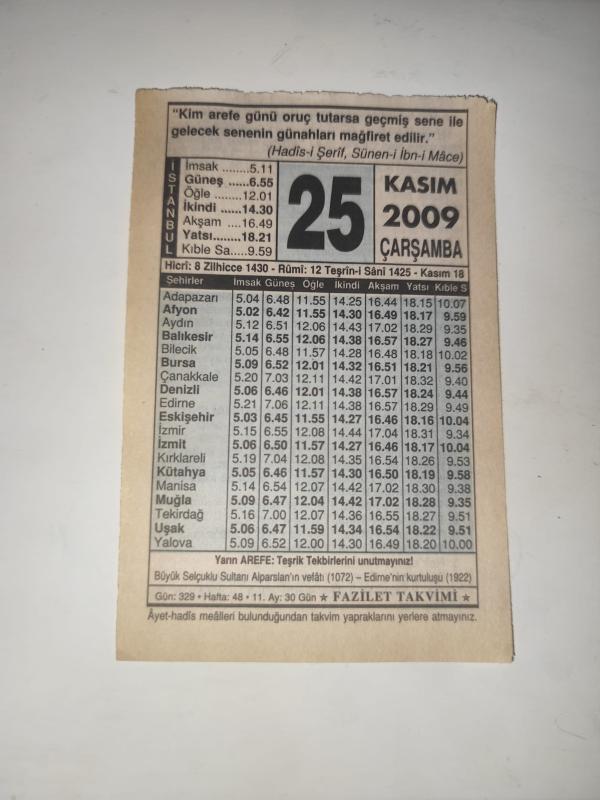 “Kim arefe günü oruç tutarsa geçmiş sene ile
gelecek senenin günahları mağfiret edilir.”
(Hadîs-i Şerîf, Sünen-i İbn-i Mâce)
İSTANBUL
İmsak ........5.11
Güneş ......6.55
Öğle ........12.01
İkindi ......14.30
Akşam ....16.49
Yatsı........18.21
Kıble Sa.....9.59
25
KASIM
2009
ÇARŞAMBA
Hicrî: 8 Zilhicce 1430 - Rûmî: 12 Teşrîn-i Sânî 1425 - Kasım 18
Şehirler İmsak Güneş Öğle İkindi Akşam Yatsı Kıble S
Adapazarı 5.04 6.48 11.55 14.25 16.44 18.15 10.07
Afyon 5.02 6.42 11.55 14.30 16.49 18.17 9.59
Aydın 5.12 6.51 12.06 14.43 17.02 18.29 9.35
Balıkesir 5.14 6.55 12.06 14.38 16.57 18.27 9.46
Bilecik 5.05 6.48 11.57 14.28 16.48 18.18 10.02
Bursa 5.09 6.52 12.01 14.32 16.51 18.21 9.56
Çanakkale 5.20 7.03 12.11 14.42 17.01 18.32 9.40
Denizli 5.06 6.46 12.01 14.38 16.57 18.24 9.44
Edirne 5.21 7.06 12.11 14.38 16.57 18.29 9.49
Eskişehir 5.03 6.45 11.55 14.27 16.46 18.16 10.04
İzmir 5.15 6.55 12.08 14.44 17.04 18.31 9.34
İzmit 5.06 6.50 11.57 14.27 16.46 18.17 10.04
Kırklareli 5.19 7.04 12.08 14.35 16.54 18.26 9.53
Kütahya 5.05 6.46 11.57 14.30 16.50 18.19 9.58
Manisa 5.14 6.54 12.07 14.42 17.02 18.30 9.38
Muğla 5.09 6.47 12.04 14.42 17.02 18.28 9.35
Tekirdağ 5.16 7.00 12.07 14.36 16.55 18.27 9.51
Uşak 5.06 6.47 11.59 14.34 16.54 18.22 9.51
Yalova 5.09 6.52 12.00 14.30 16.49 18.20 10.00
Yarın AREFE: Teşrik Tekbirlerini unutmayınız!
Büyük Selçuklu Sultanı Alparslan'ın vefâtı (1072) – Edirne'nin kurtuluşu (1922)
Gün: 329 • Hafta: 48 • 11. Ay: 30 Gün ★ FAZİLET TAKVİMİ ★
Âyet-hadîs meâlleri bulunduğundan takvim yapraklarını yerlere atmayınız.